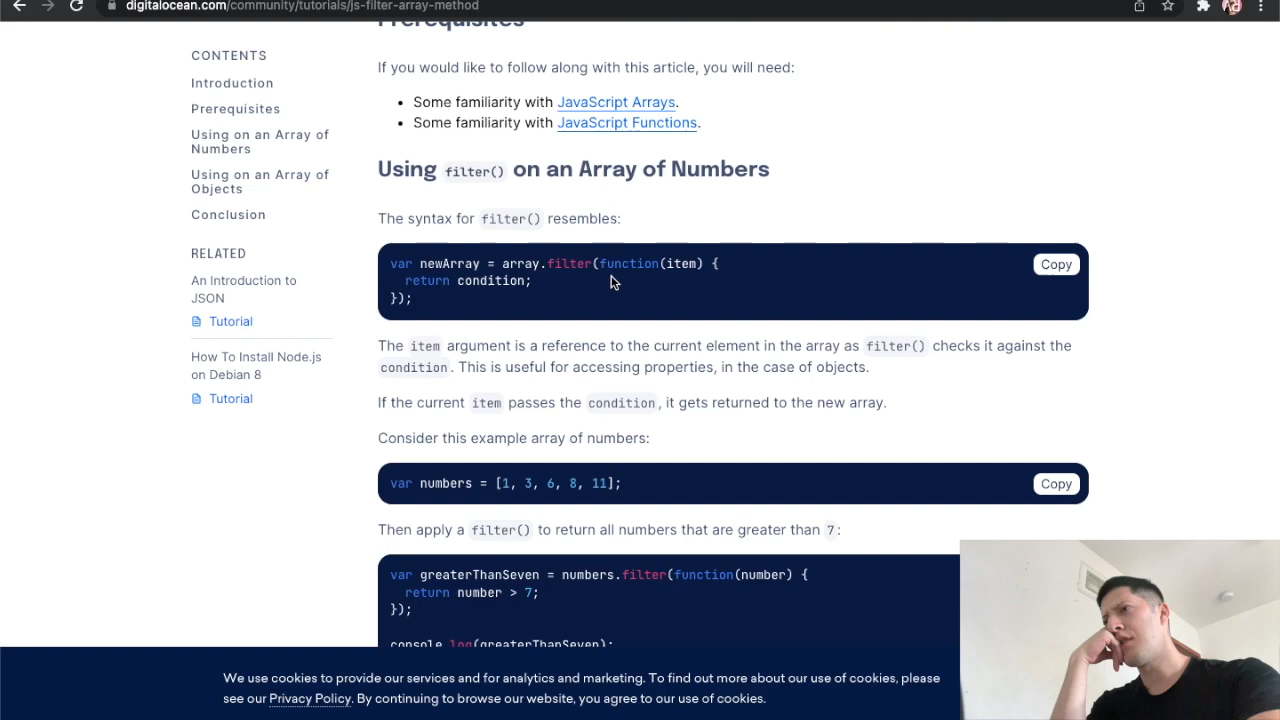 digitalocean.com/community/tutorials/js-filter-array-method
Prerequisites
CONTENTS
Introduction
Prerequisites
Using on an Array of
Numbers
Using on an Array of
Objects
Conclusion
RELATED
An Introduction to
JSON
Tutorial
How To Install Node.js
on Debian 8
Tutorial
If you would like to follow along with this article, you will need:
• Some familiarity with JavaScript Arrays.
• Some familiarity with JavaScript Functions.
Using filter() on an Array of Numbers
The syntax for filter() resembles:
var newArray = array.filter(function(item) {
return condition;
});
Copy
The item argument is a reference to the current element in the array as filter() checks it against the
condition. This is useful for accessing properties, in the case of objects.
If the current item passes the condition, it gets returned to the new array.
Consider this example array of numbers:
var numbers = [1, 3, 6, 8, 11];
Copy
Then apply a filter() to return all numbers that are greater than 7:
var greaterThanSeven = numbers.filter(function(number) {
return number > 7;
});
console.log(greaterThanSeven);
We use cookies to provide our services and for analytics and marketing. To find out more about our use of cookies, please
see our Privacy Policy. By continuing to browse our website, you agree to our use of cookies.